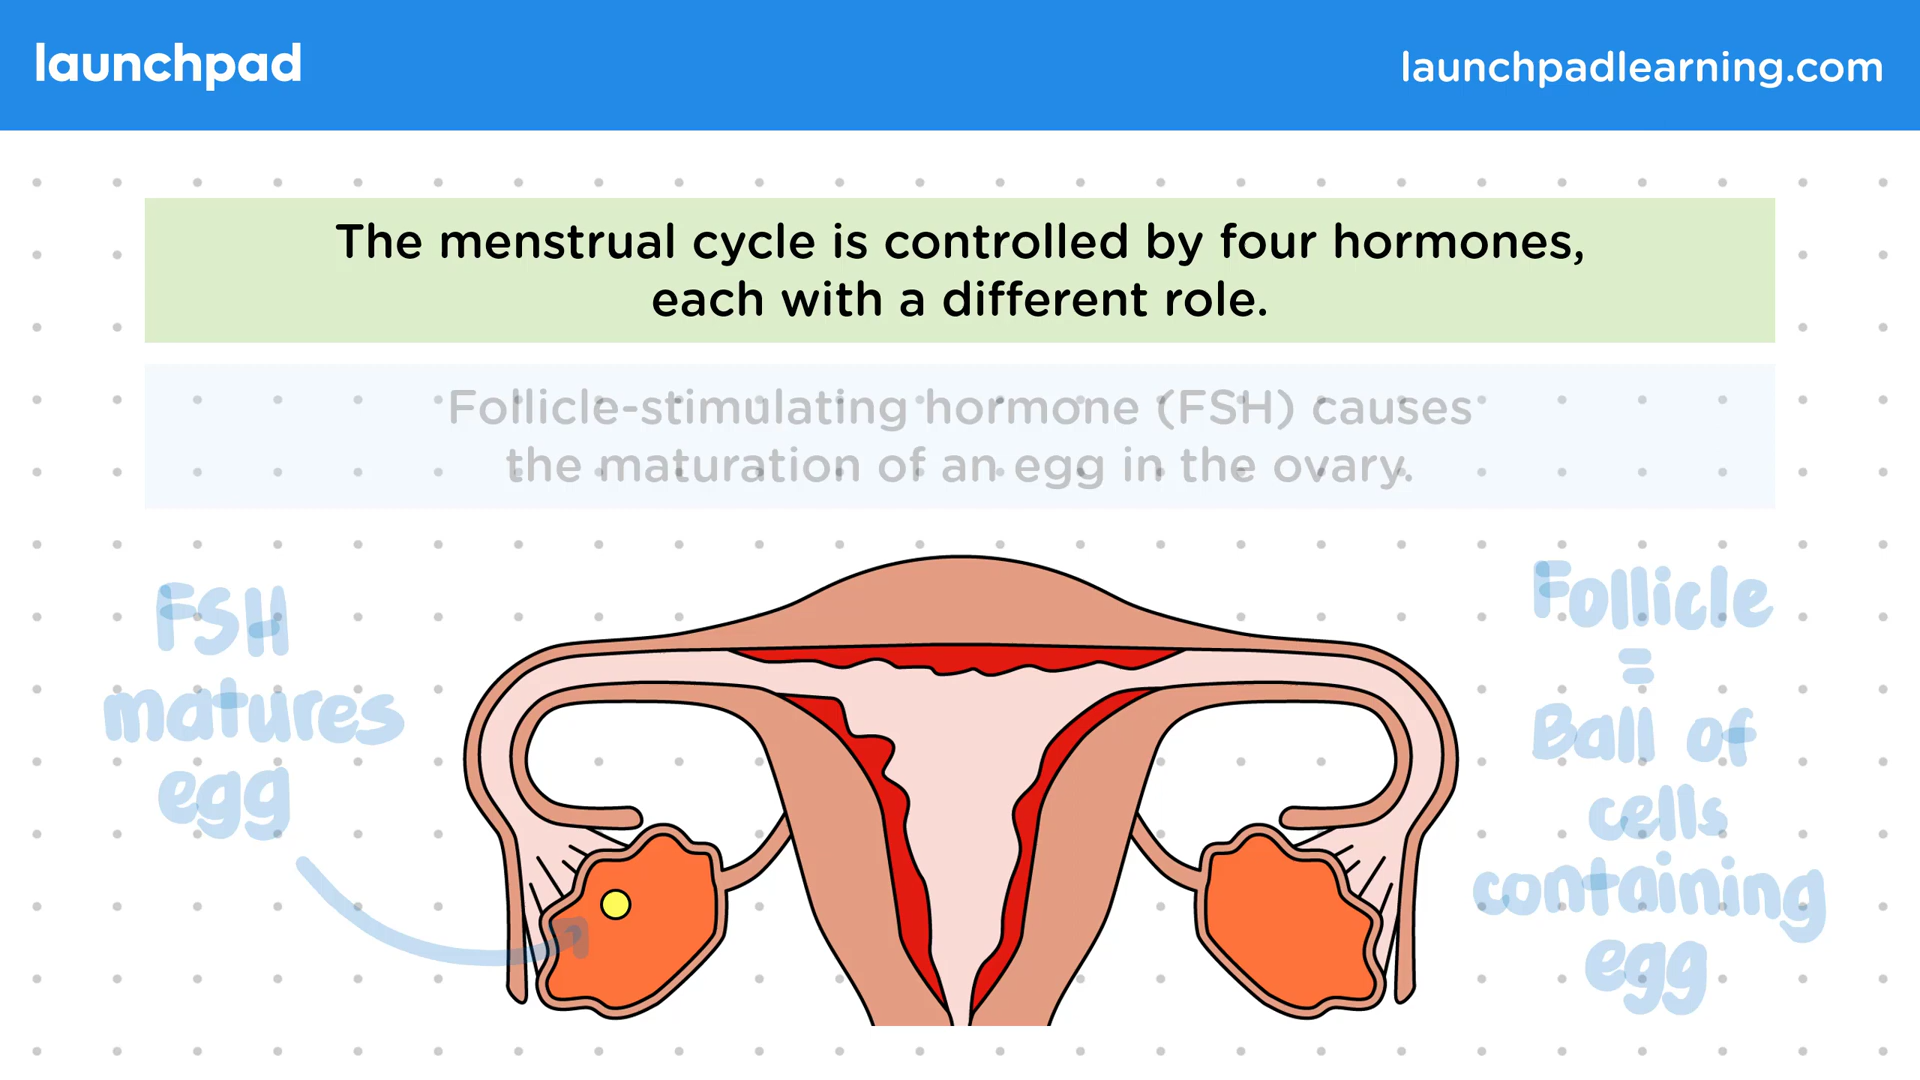 launchpad
launchpadlearning.com
The menstrual cycle is controlled by four hormones,
each with a different role.
Follicle-stimulating hormone (FSH) causes
the maturation of an egg in the ovary.
FSH
matures
egg
Follicle
=
Ball of
cells
containing
egg